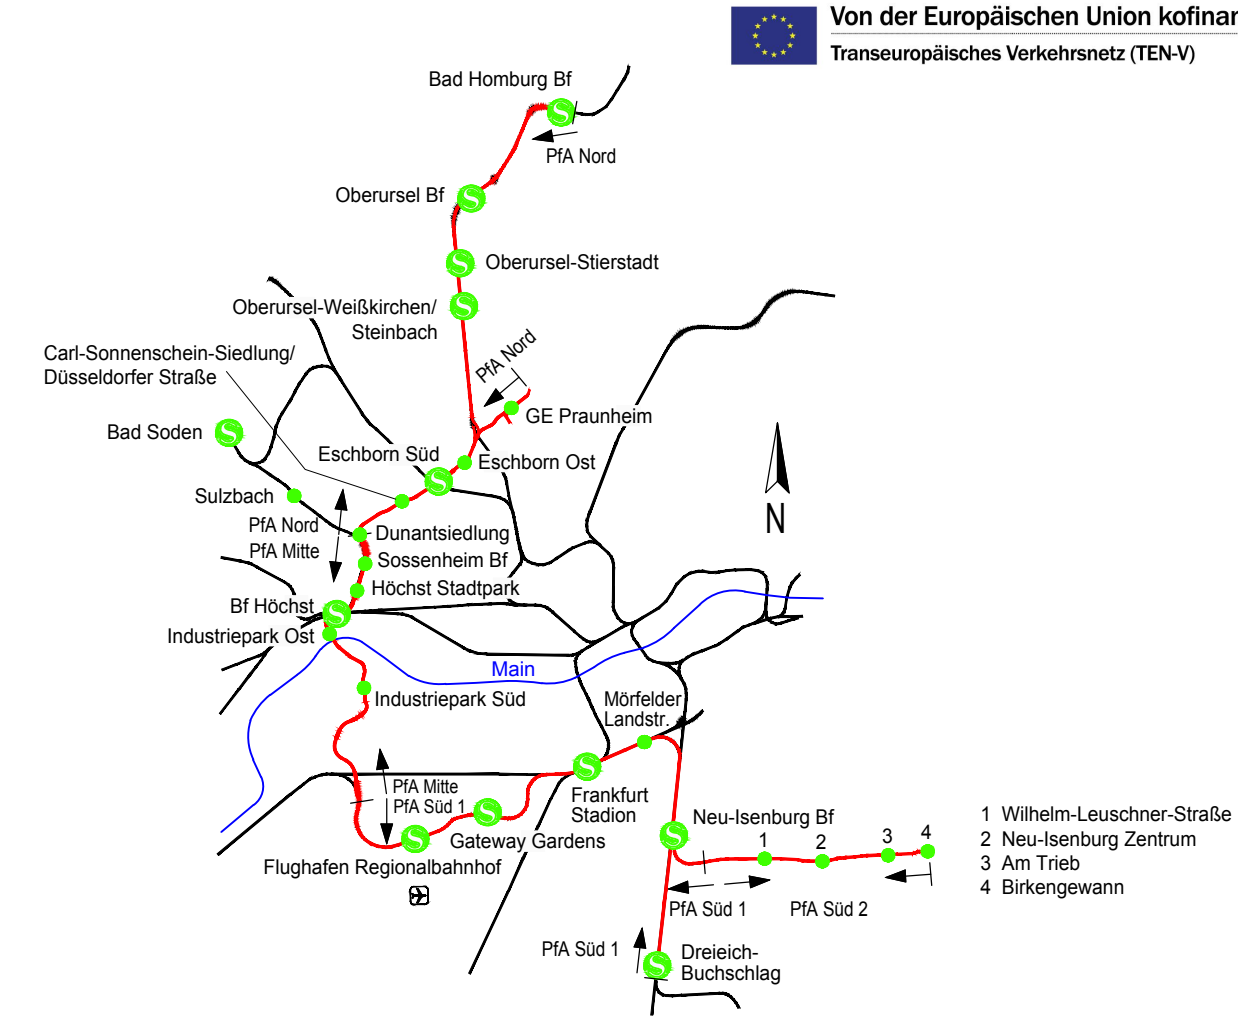 Von der Europäischen Union kofinan
Transeuropäisches Verkehrsnetz (TEN-V)
Bad Homburg Bf
PfA Nord
Oberursel Bf
Oberursel-Stierstadt
Oberursel-Weißkirchen/
Steinbach
PfA Nord
Carl-Sonnenschein-Siedlung/
Düsseldorfer Straße
GE Praunheim
Bad Soden
Eschborn Süd
Eschborn Ost
Sulzbach
PfA Nord
PfA Mitte
Dunantsiedlung
Sossenheim Bf
Höchst Stadtpark
Bf Höchst
Industriepark Ost
N
Main
Industriepark Süd
Mörfelder
Landstr.
PfA Mitte
PfA Süd 1
Frankfurt
Stadion
Gateway Gardens
Flughafen Regionalbahnhof
Neu-Isenburg Bf
1
2
3
4
1 Wilhelm-Leuschner-Straße
2 Neu-Isenburg Zentrum
3 Am Trieb
4 Birkengewann
PfA Süd 1
PfA Süd 2
PfA Süd 1
Dreieich-
Buchschlag